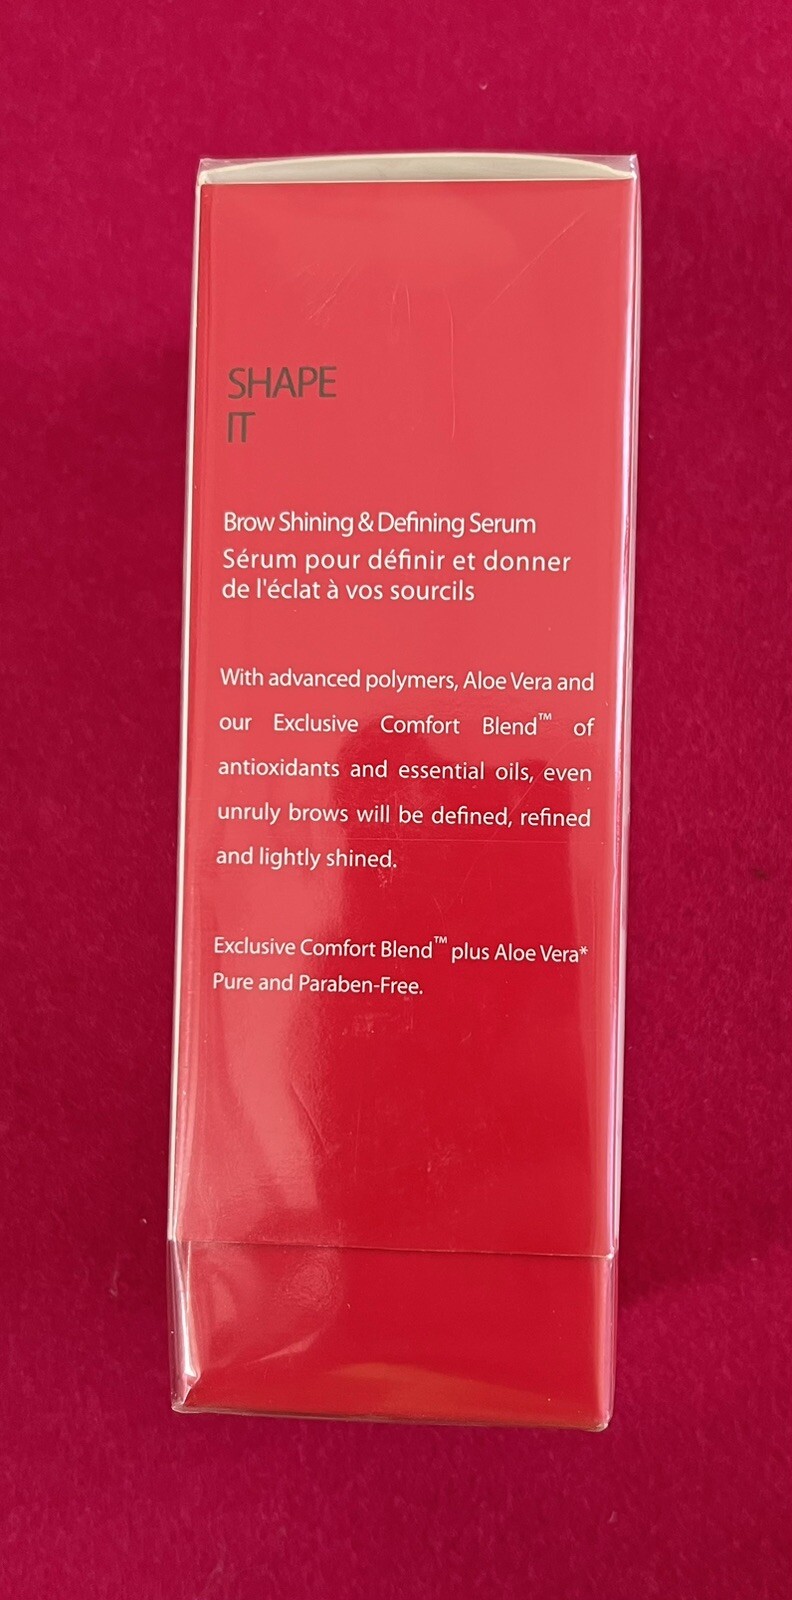 SHAPE
IT
Brow Shining & Defining Serum
Sérum pour définir et donner
de l'éclat à vos sourcils
With advanced polymers, Aloe Vera and
our Exclusive Comfort Blend™ of
antioxidants and essential oils, even
unruly brows will be defined, refined
and lightly shined.
Exclusive Comfort Blend™ plus Aloe Vera*
Pure and Paraben-Free.